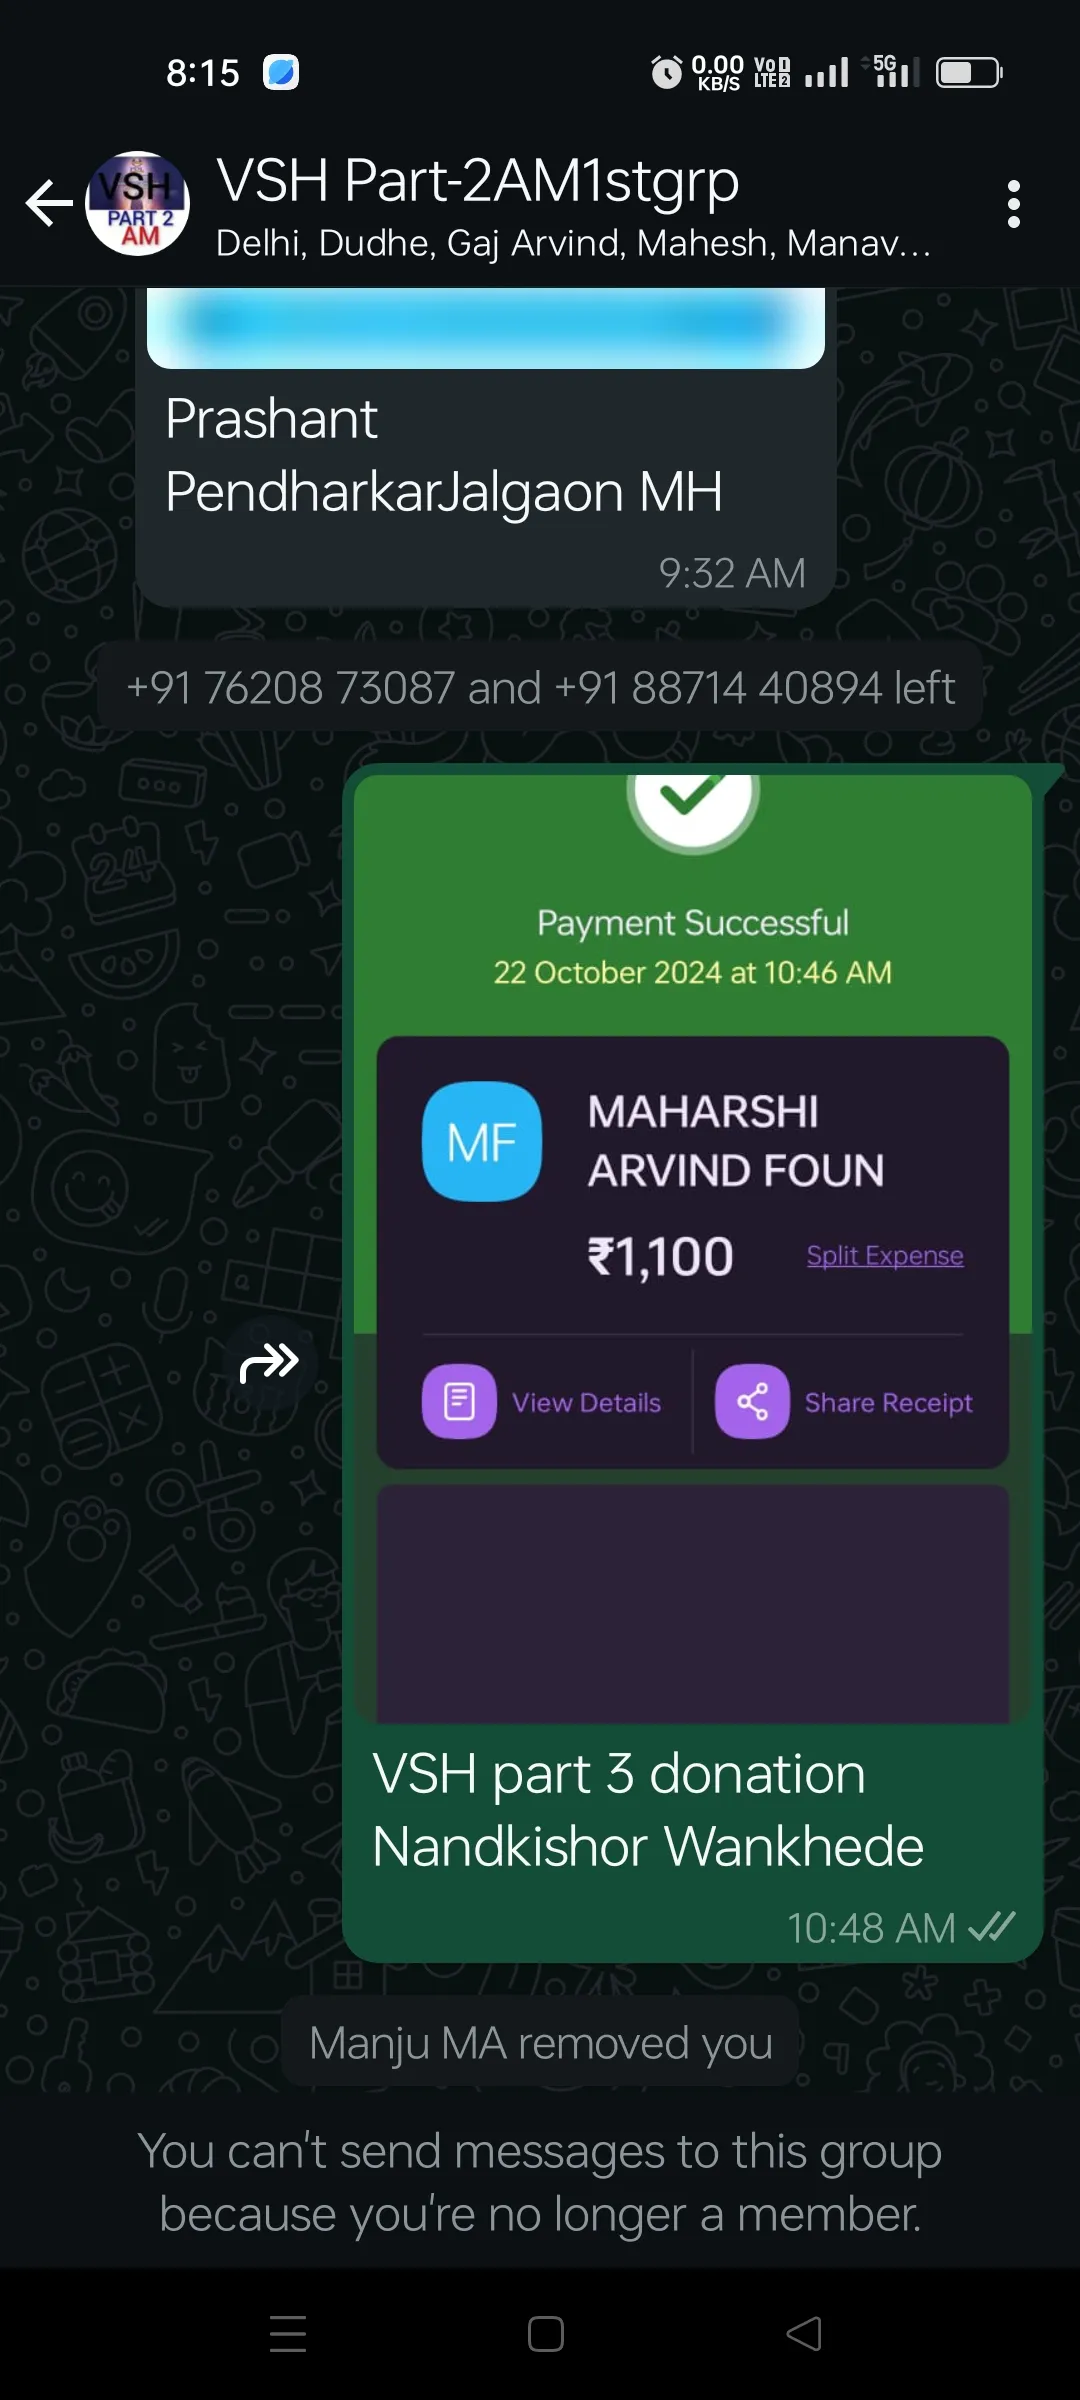 8:15
0.00
KB/S
VoD
LTE2
5G
VSH
PART 2
AM
VSH Part-2AM1stgrp
Delhi, Dudhe, Gaj Arvind, Mahesh, Manav...
Prashant
PendharkarJalgaon MH
9:32 AM
+91 76208 73087 and +91 88714 40894 left
Payment Successful
22 October 2024 at 10:46 AM
MF
MAHARSHI
ARVIND FOUN
₹1,100
Split Expense
View Details
Share Receipt
VSH part 3 donation
Nandkishor Wankhede
10:48 AM
Manju MA removed you
You can't send messages to this group
because you're no longer a member.